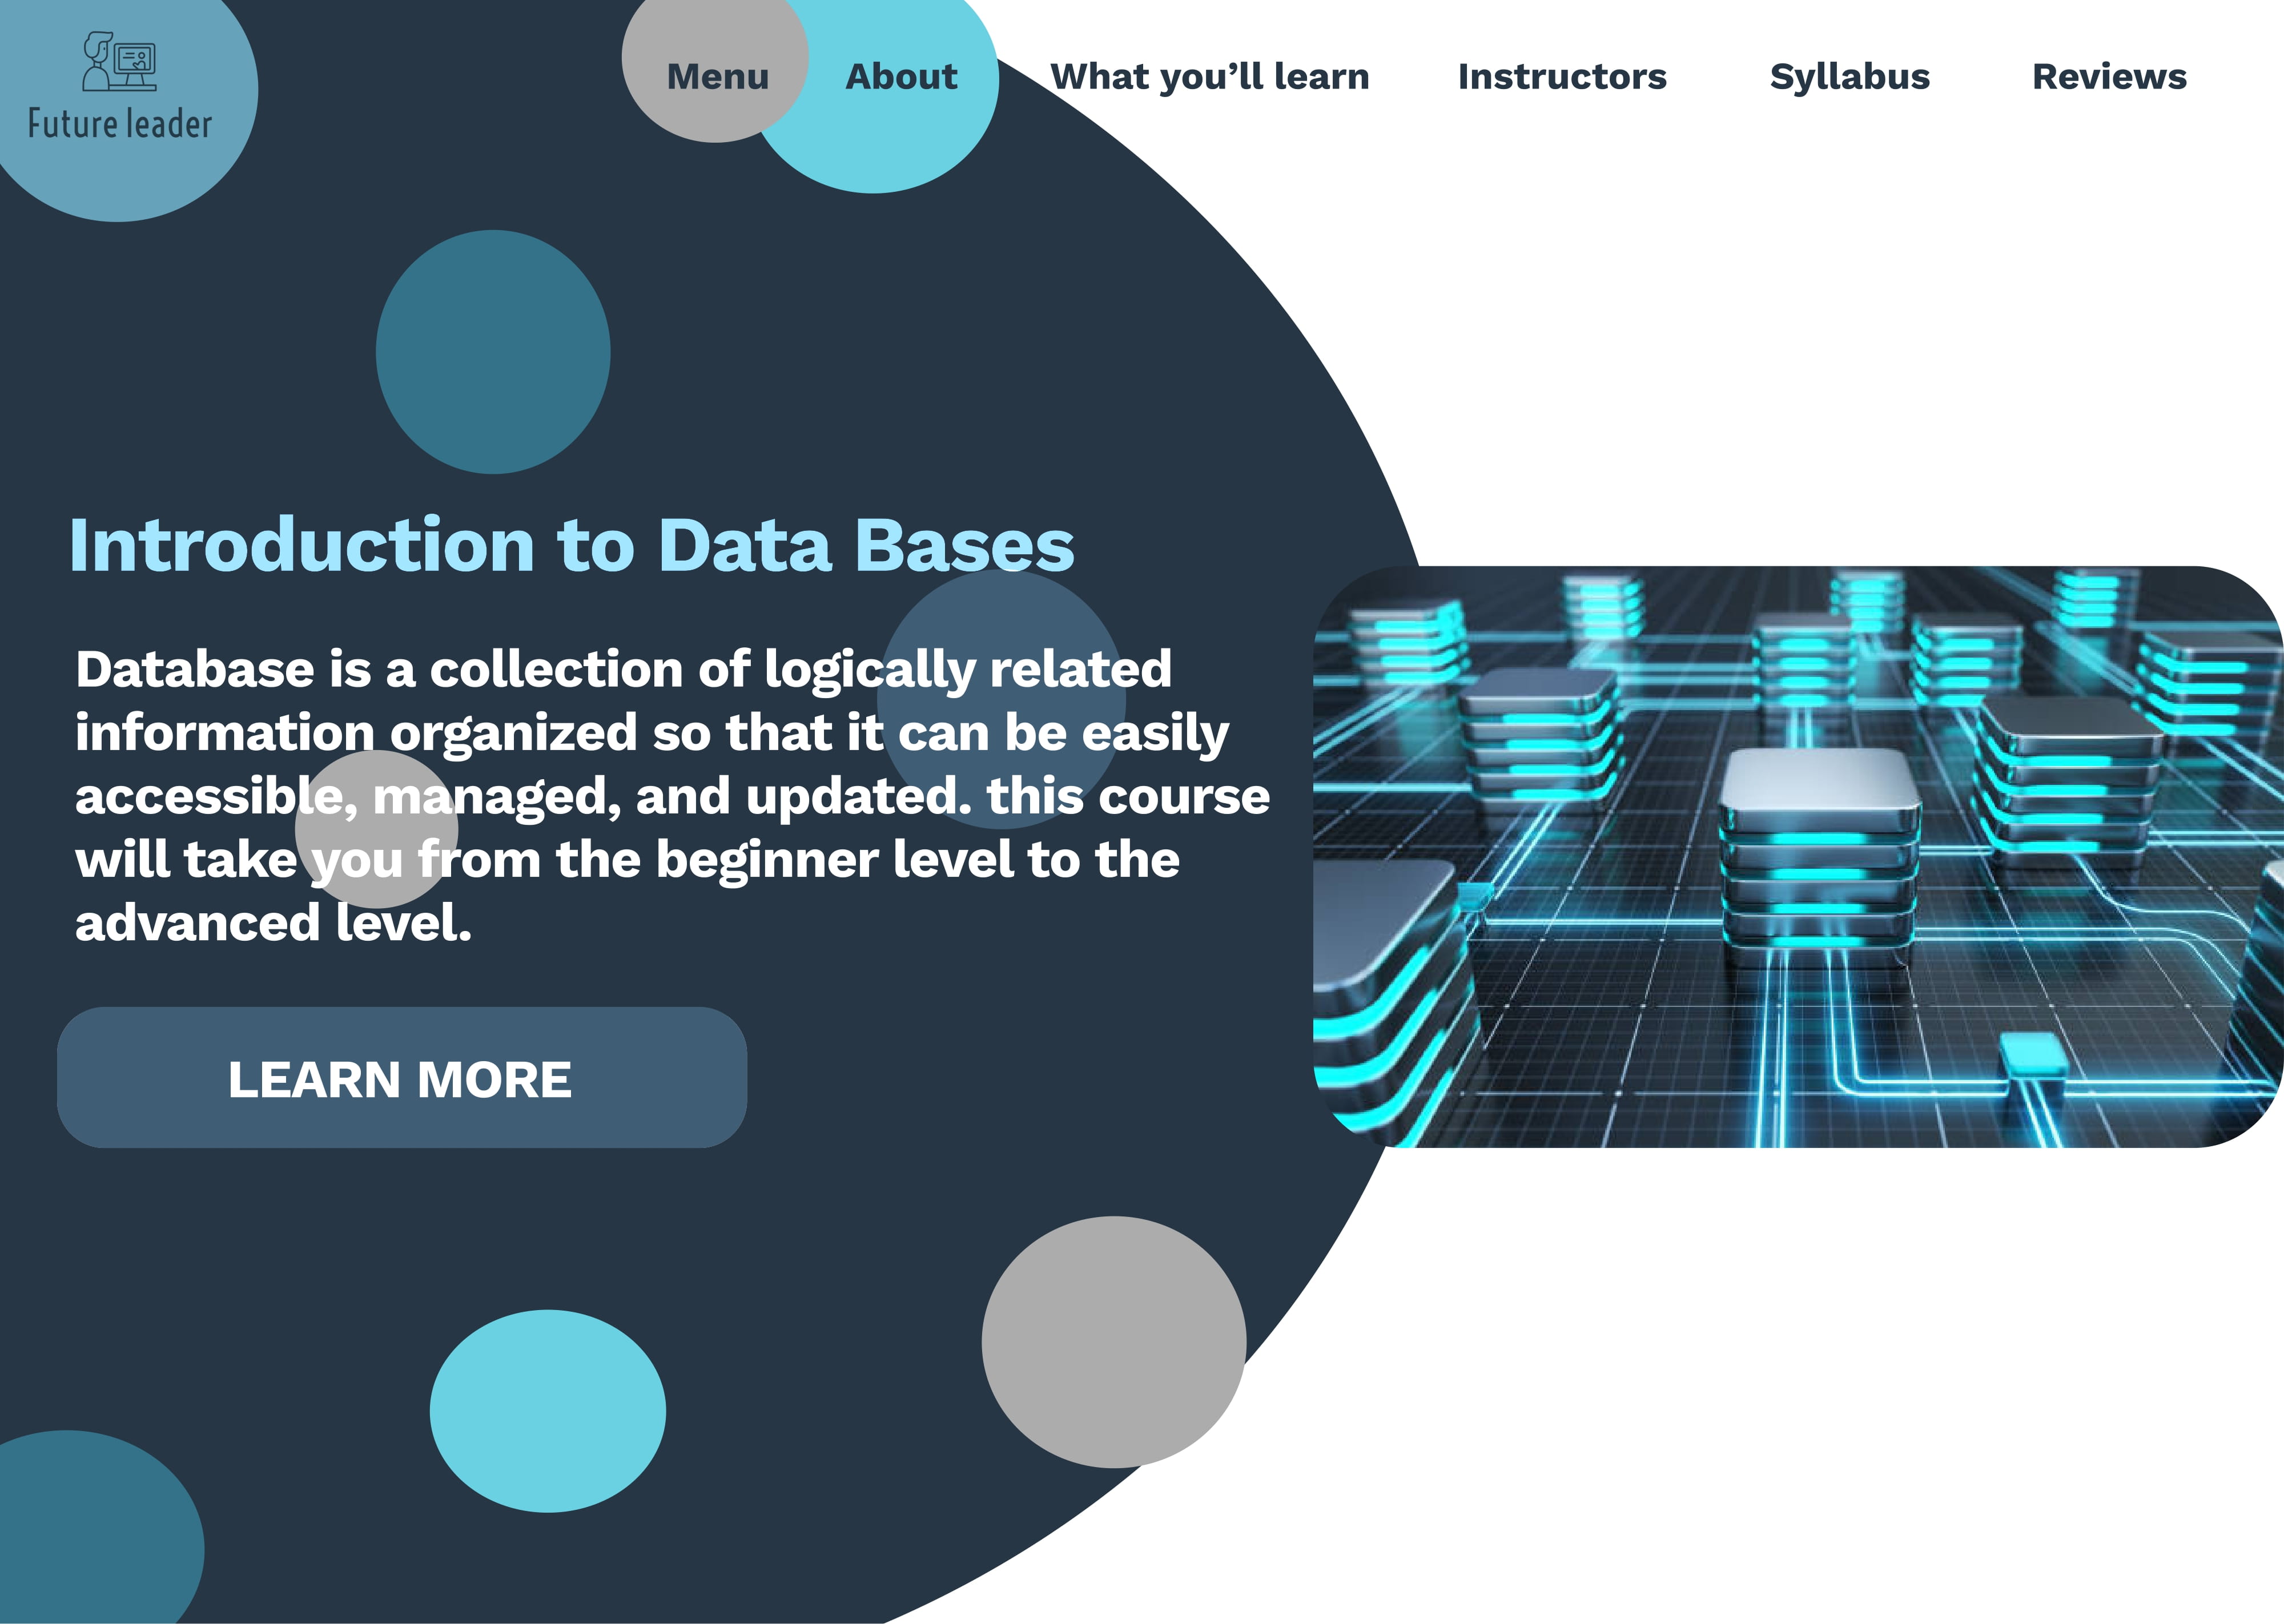 Future leader
Menu About What you’ll learn Instructors Syllabus Reviews
Introduction to Data Bases
Database is a collection of logically related
information organized so that it can be easily
accessible, managed, and updated. this course
will take you from the beginner level to the
advanced level.
LEARN MORE